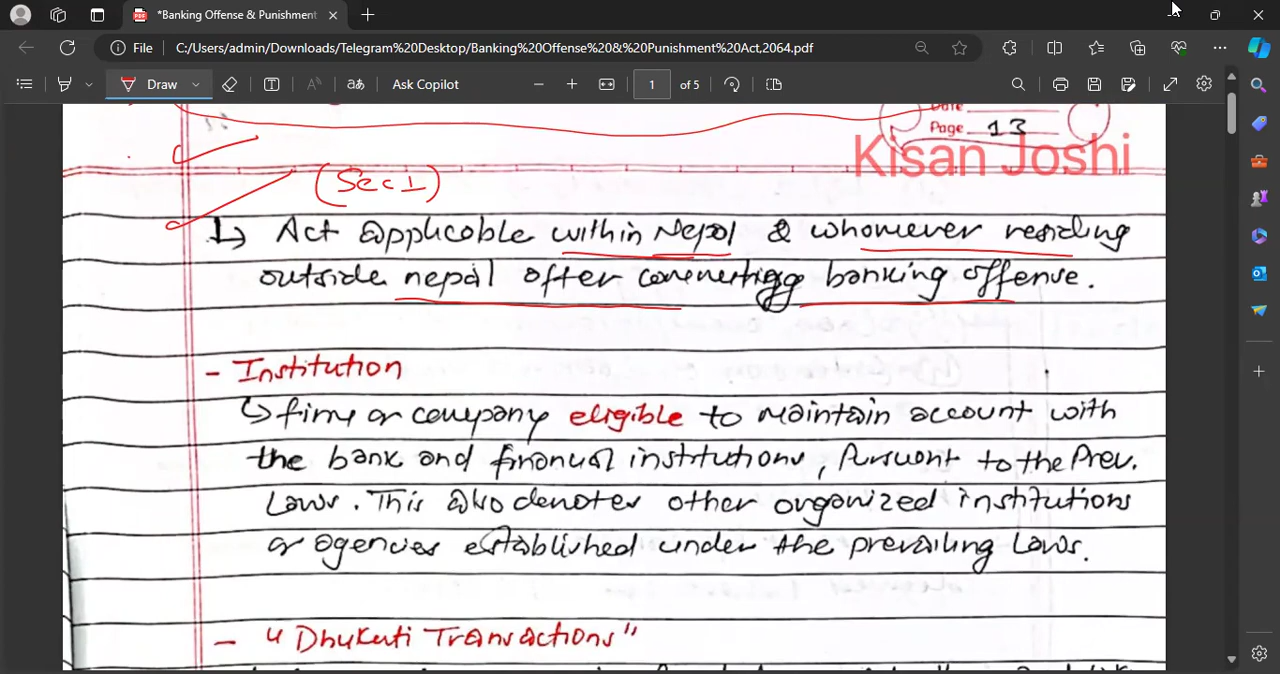 *Banking Offense & Punishment
File C:/Users/admin/Downloads/Telegram%20Desktop/Banking%20Offense%20&%20Punishment%20Act,2064.pdf
Draw Ask Copilot 1 of 5
Date
Page 13
Kisan Joshi
(Sec 1)
↳ Act applicable within Nepal & whomever residing
outside nepal after committing banking offense.
- Institution
↳ firm or company eligible to maintain account with
the bank and financial institutions, Pursuant to the Prev.
Laws. This also denotes other organized institutions
or agencies established under the prevailing Laws.
- "Dhukuti Transactions"